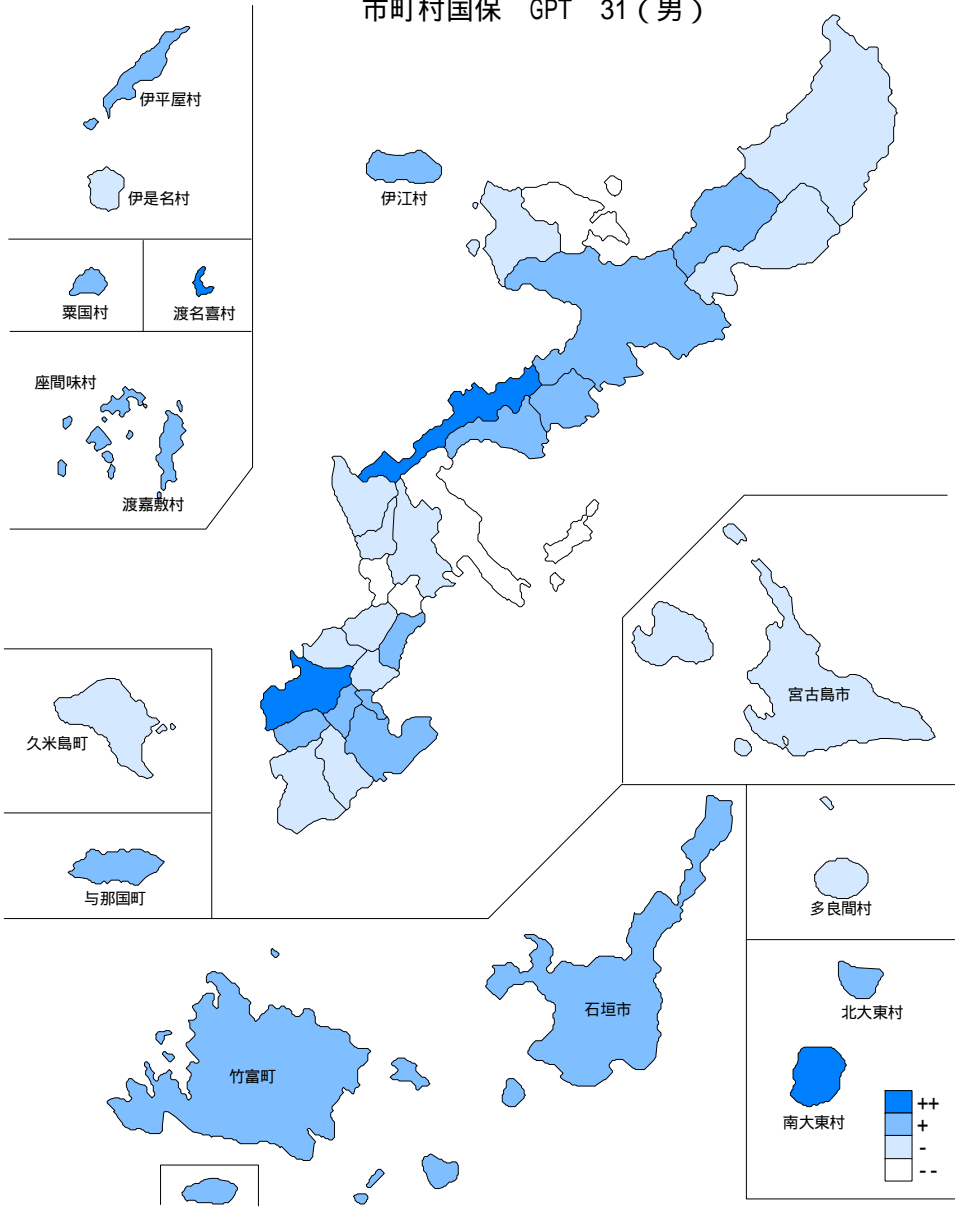 市町村国保　GPT　31（男）
伊平屋村
伊是名村
伊江村
粟国村
渡名喜村
座間味村
渡嘉敷村
久米島町
宮古島市
与那国町
多良間村
石垣市
北大東村
竹富町
南大東村
++
+
-
--